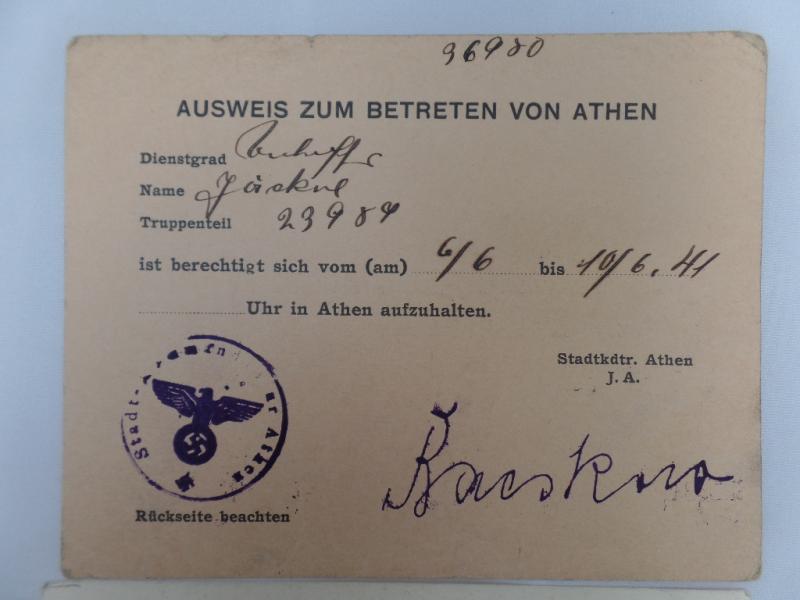 36980
AUSWEIS ZUM BETRETEN VON ATHEN
Dienstgrad
Name Jäskue
Truppenteil 23984
ist berechtigt sich vom (am) 6/6 bis 10/6.41
Uhr in Athen aufzuhalten.
Stadtkdtr. Athen
J. A.
Rückseite beachten